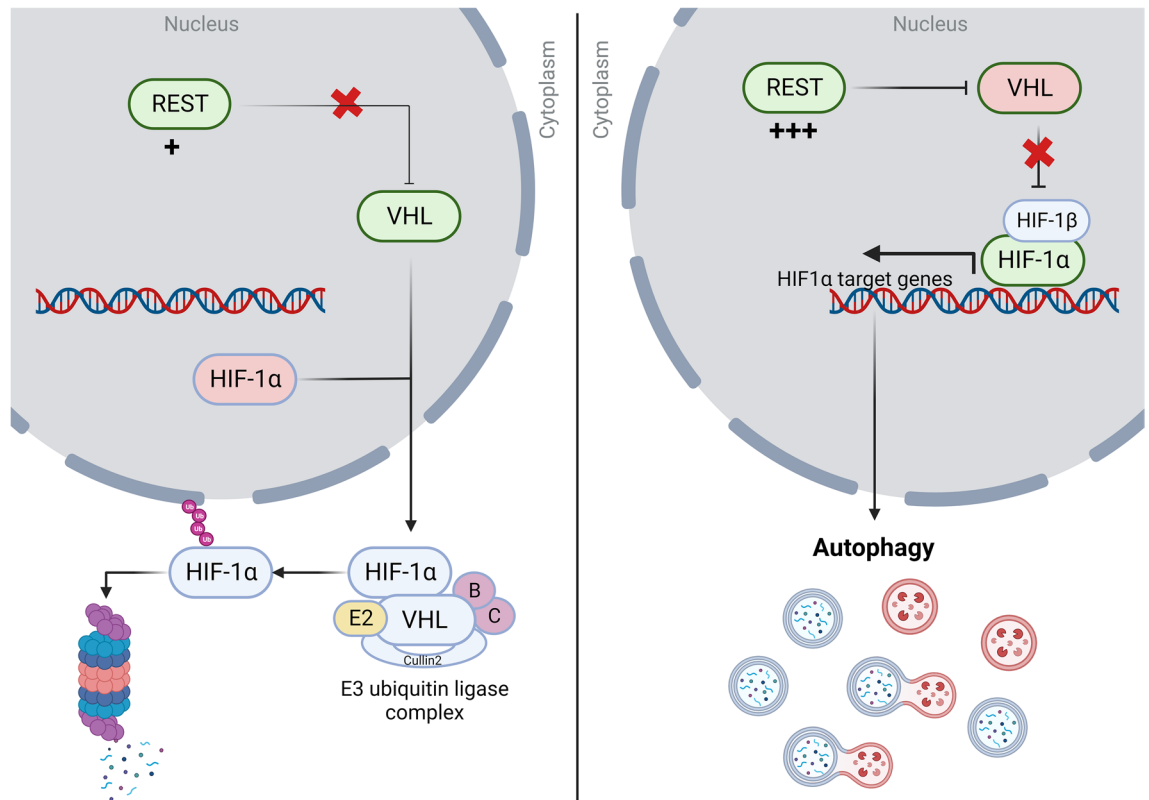 Nucleus
REST
+
VHL
HIF-1α
Cytoplasm
Ub
Ub
Ub
Ub
HIF-1α
HIF-1α
B
C
E2
VHL
Cullin2
E3 ubiquitin ligase
complex
Cytoplasm
Nucleus
REST
+++
VHL
HIF-1β
HIF-1α
HIF1α target genes
Autophagy